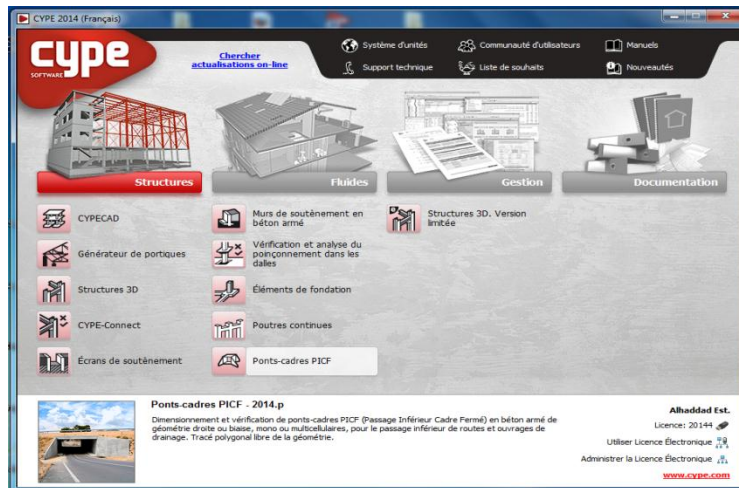 CYPE 2014 (Français)
cype
SOFTWARE
Chercher
actualisations on-line
Système d'unités
Communauté d'utilisateurs
Manuels
Support technique
Liste de souhaits
Nouveautés
Structures
Fluides
Gestion
Documentation
CYPECAD
Murs de soutènement en
béton armé
Structures 3D. Version
limitée
Générateur de portiques
Vérification et analyse du
poinçonnement dans les
dalles
Structures 3D
Éléments de fondation
CYPE-Connect
Poutres continues
Écrans de soutènement
Ponts-cadres PICF
Ponts-cadres PICF - 2014.p
Dimensionnement et vérification de ponts-cadres PICF (Passage Inférieur Cadre Fermé) en béton armé de
géométrie droite ou biaise, mono ou multicellulaires, pour le passage inférieur de routes et ouvrages de
drainage. Tracé polygonal libre de la géométrie.
Alhaddad Est.
Licence: 20144
Utiliser Licence Électronique
Administrer la Licence Électronique
www.cype.com